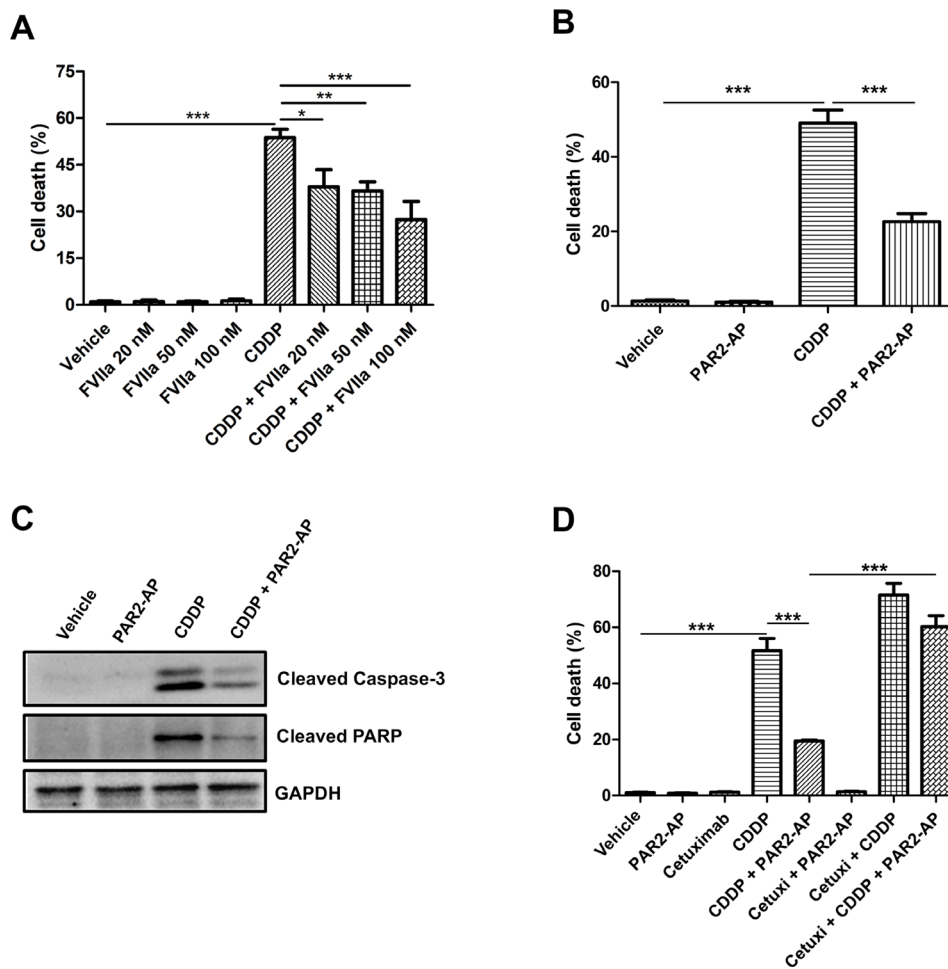 A
75
60
45
30
15
0
Cell death (%)
***
***
**
*
Vehicle
FVIIa 20 nM
FVIIa 50 nM
FVIIa 100 nM
CDDP
CDDP + FVIIa 20 nM
CDDP + FVIIa 50 nM
CDDP + FVIIa 100 nM
B
60
40
20
0
Cell death (%)
***
***
Vehicle
PAR2-AP
CDDP
CDDP + PAR2-AP
C
Vehicle
PAR2-AP
CDDP
CDDP + PAR2-AP
Cleaved Caspase-3
Cleaved PARP
GAPDH
D
80
60
40
20
0
Cell death (%)
***
***
***
Vehicle
PAR2-AP
Cetuximab
CDDP
CDDP + PAR2-AP
Cetuxi + PAR2-AP
Cetuxi + CDDP
Cetuxi + CDDP + PAR2-AP